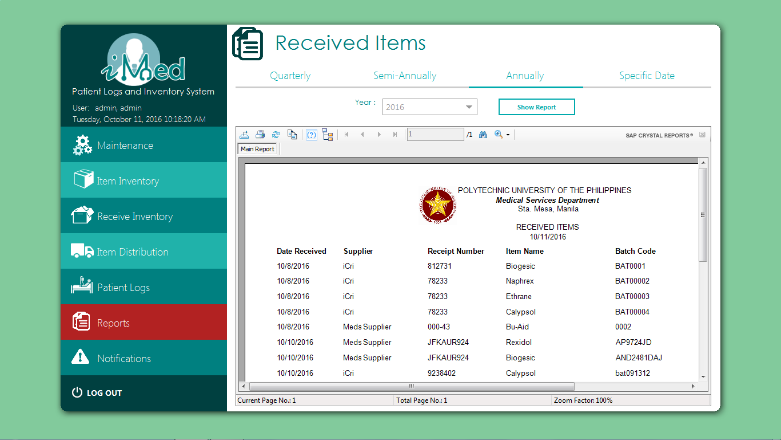 iMed
Patient Logs and Inventory System
User: admin, admin
Tuesday, October 11, 2016 10:18:20 AM
Maintenance
Item Inventory
Receive Inventory
Item Distribution
Patient Logs
Reports
Notifications
LOG OUT
Received Items
Quarterly Semi-Annually Annually Specific Date
Year : 2016 Show Report
1 /1 SAP CRYSTAL REPORTS®
Main Report
POLYTECHNIC UNIVERSITY OF THE PHILIPPINES
Medical Services Department
Sta. Mesa, Manila
RECEIVED ITEMS
10/11/2016
Date Received Supplier Receipt Number Item Name Batch Code
10/8/2016 iCri 812731 Biogesic BAT0001
10/8/2016 iCri 78233 Naphrex BAT00002
10/8/2016 iCri 78233 Ethrane BAT00003
10/8/2016 iCri 78233 Calypsol BAT00004
10/8/2016 Meds Supplier 000-43 Bu-Aid 0002
10/10/2016 Meds Supplier JFKAUR924 Rexidol AP9724JD
10/10/2016 Meds Supplier JFKAUR924 Biogesic AND2481DAJ
10/10/2016 iCri 9238402 Calypsol bat091312
Current Page No.: 1 Total Page No.: 1 Zoom Factor: 100%